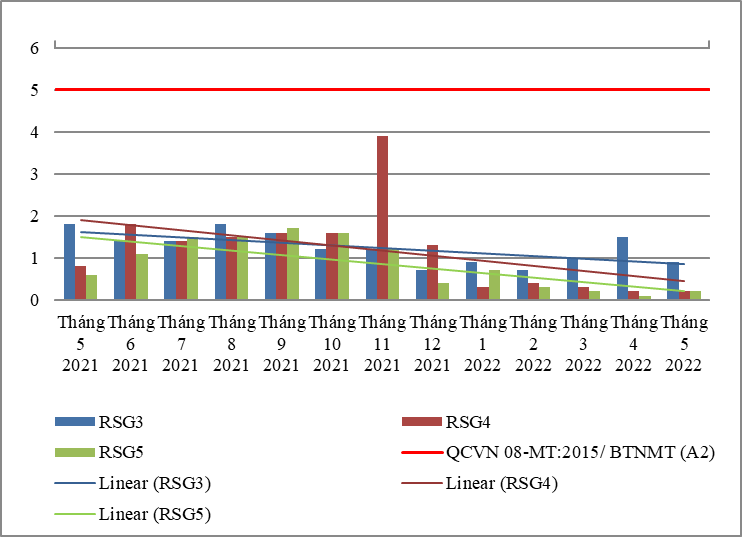 6
5
4
3
2
1
0
Tháng Tháng Tháng Tháng Tháng Tháng Tháng Tháng Tháng Tháng Tháng Tháng Tháng
5 6 7 8 9 10 11 12 1 2 3 4 5
2021 2021 2021 2021 2021 2021 2021 2021 2022 2022 2022 2022 2022
RSG3 RSG4
RSG5 QCVN 08-MT:2015/ BTNMT (A2)
Linear (RSG3) Linear (RSG4)
Linear (RSG5)